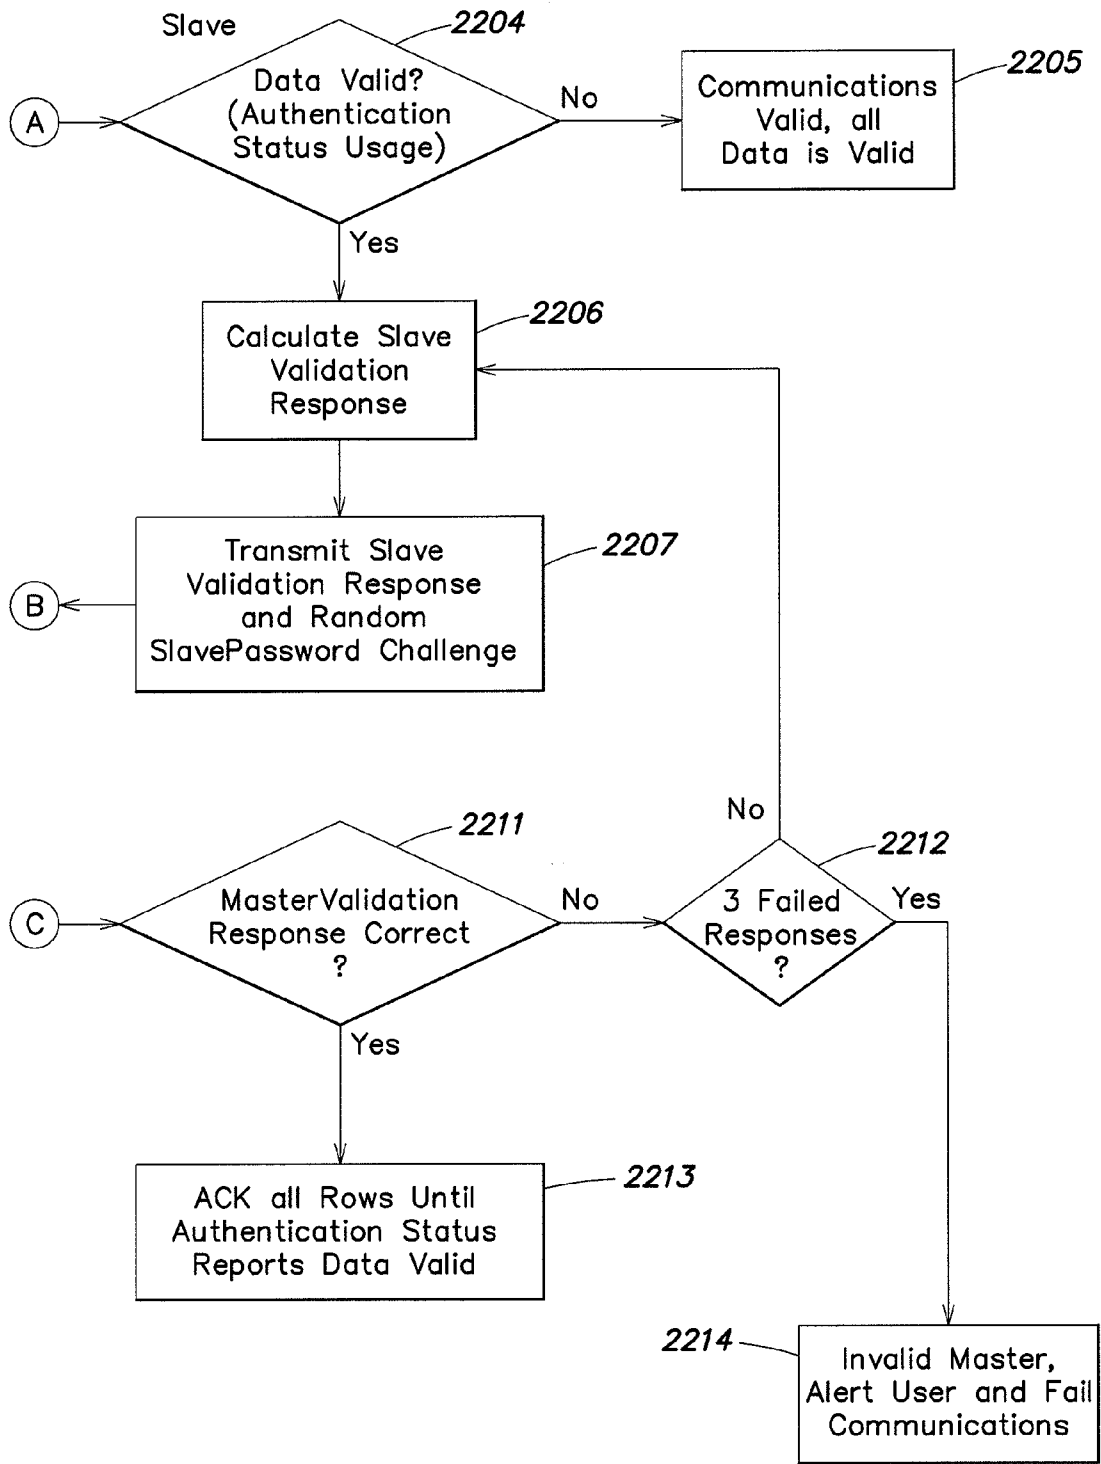 Slave
2204
Data Valid?
(Authentication
Status Usage)
A
No
Communications
Valid, all
Data is Valid
2205
Yes
2206
Calculate Slave
Validation
Response
2207
Transmit Slave
Validation Response
and Random
SlavePassword Challenge
B
2211
MasterValidation
Response Correct
?
C
No
No
2212
3 Failed
Responses
?
Yes
Yes
2213
ACK all Rows Until
Authentication Status
Reports Data Valid
2214
Invalid Master,
Alert User and Fail
Communications